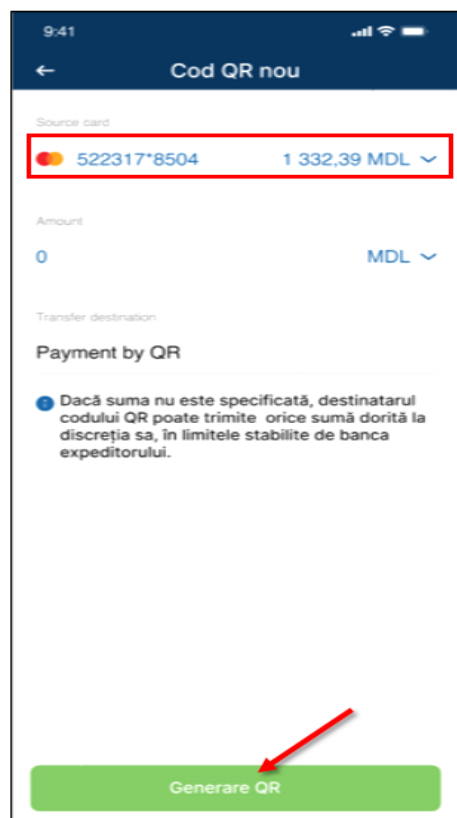 9:41
Cod QR nou
Source card
522317*8504 1 332,39 MDL
Amount
0 MDL
Transfer destination
Payment by QR
Dacă suma nu este specificată, destinatarul
codului QR poate trimite orice sumă dorită la
discreția sa, în limitele stabilite de banca
expeditorului.
Generare QR